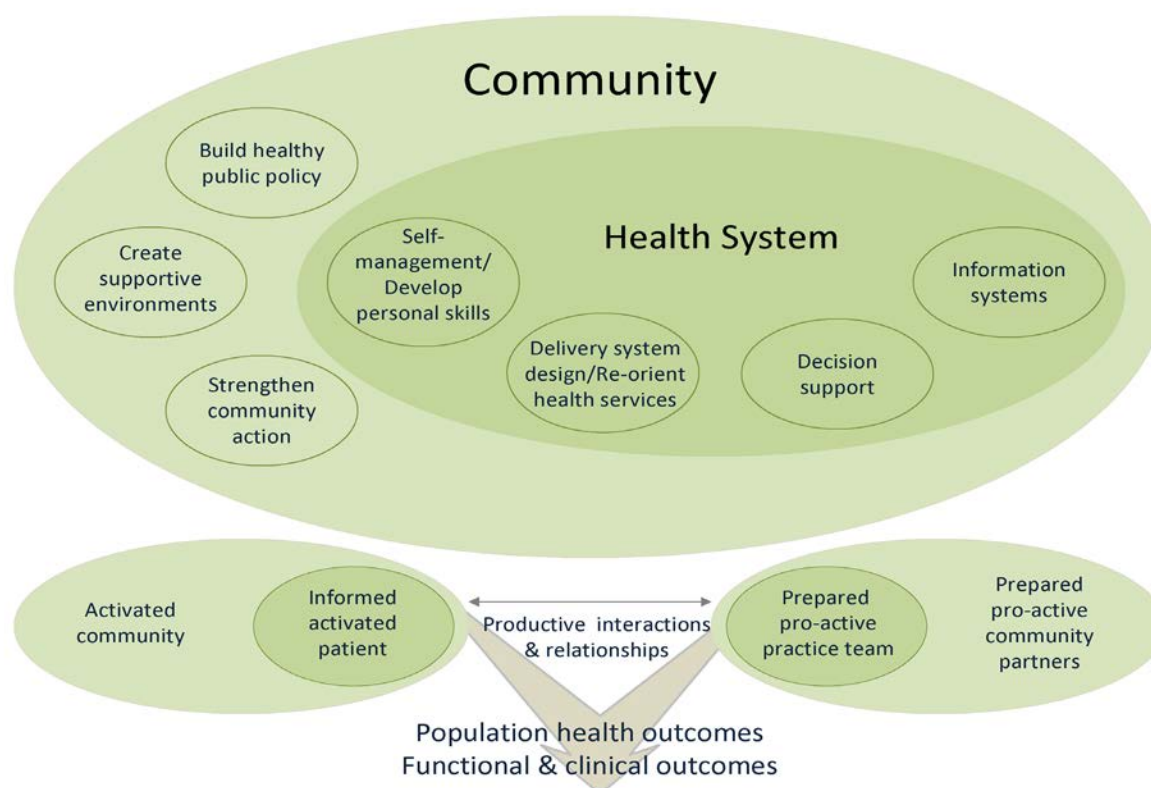 Community
Build healthy
public policy
Create
supportive
environments
Strengthen
community
action
Health System
Self-
management/
Develop
personal skills
Delivery system
design/Re-orient
health services
Decision
support
Information
systems
Activated
community
Informed
activated
patient
Productive interactions
& relationships
Prepared
pro-active
practice team
Prepared
pro-active
community
partners
Population health outcomes
Functional & clinical outcomes